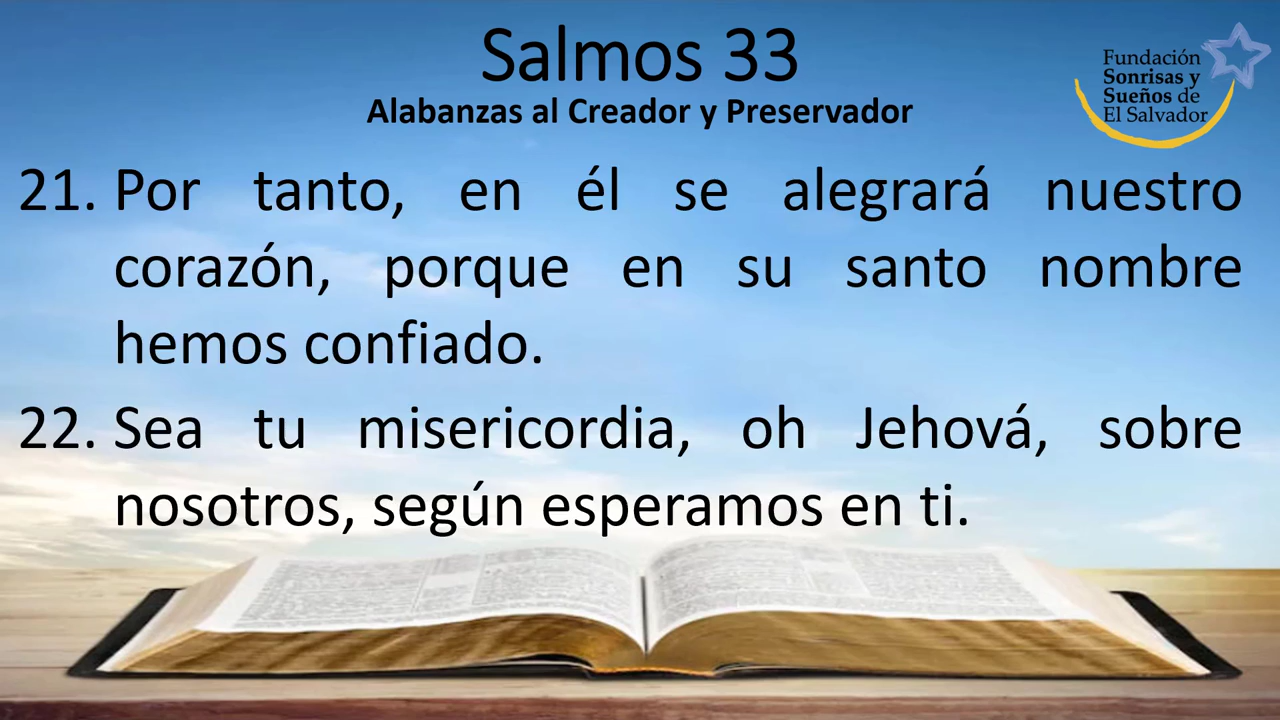 Salmos 33
Alabanzas al Creador y Preservador
Fundación
Sonrisas y
Sueños de
El Salvador
21. Por tanto, en él se alegrará nuestro
corazón, porque en su santo nombre
hemos confiado.
22. Sea tu misericordia, oh Jehová, sobre
nosotros, según esperamos en ti.